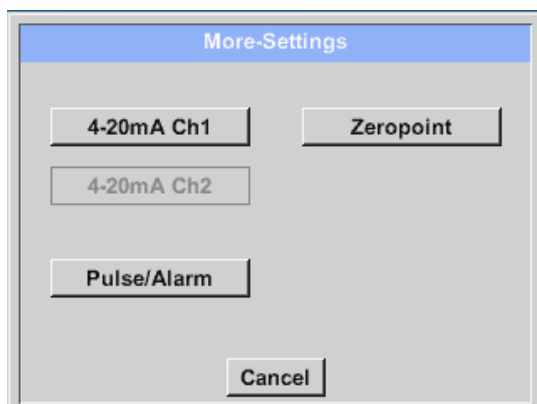 More-Settings
4-20mA Ch1
Zeropoint
4-20mA Ch2
Pulse/Alarm
Cancel